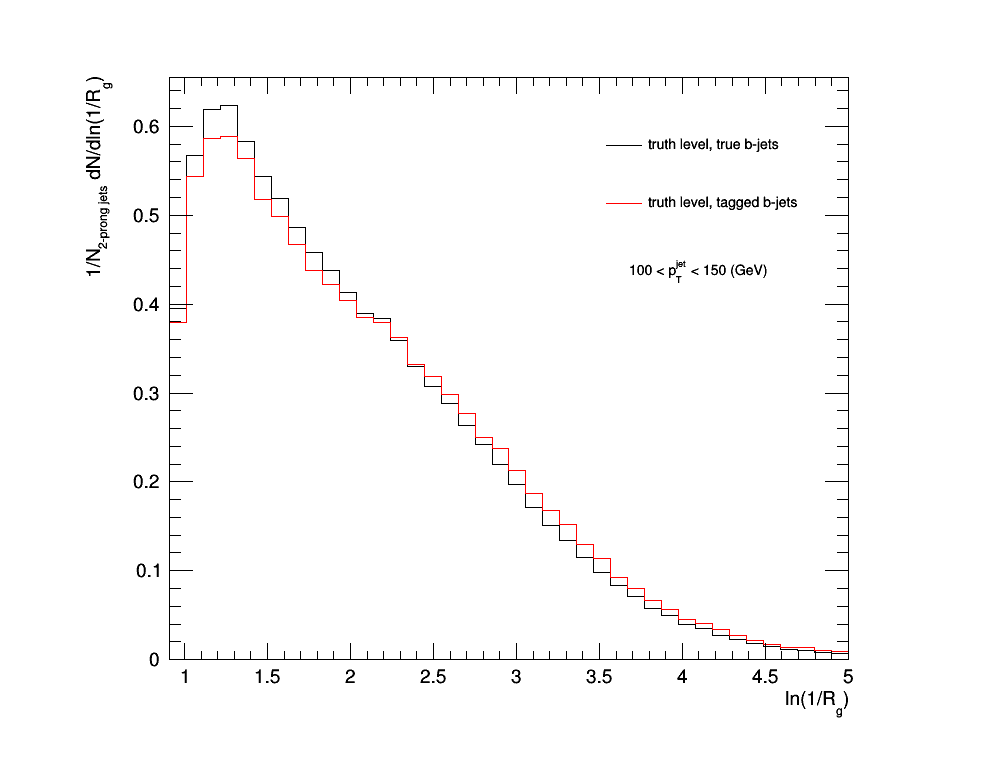 1/N_{2-prong jets} dN/dln(1/R_g)
0.6
0.5
0.4
0.3
0.2
0.1
0
truth level, true b-jets
truth level, tagged b-jets
100 < p_T^{jet} < 150 (GeV)
1 1.5 2 2.5 3 3.5 4 4.5 5
ln(1/R_g)